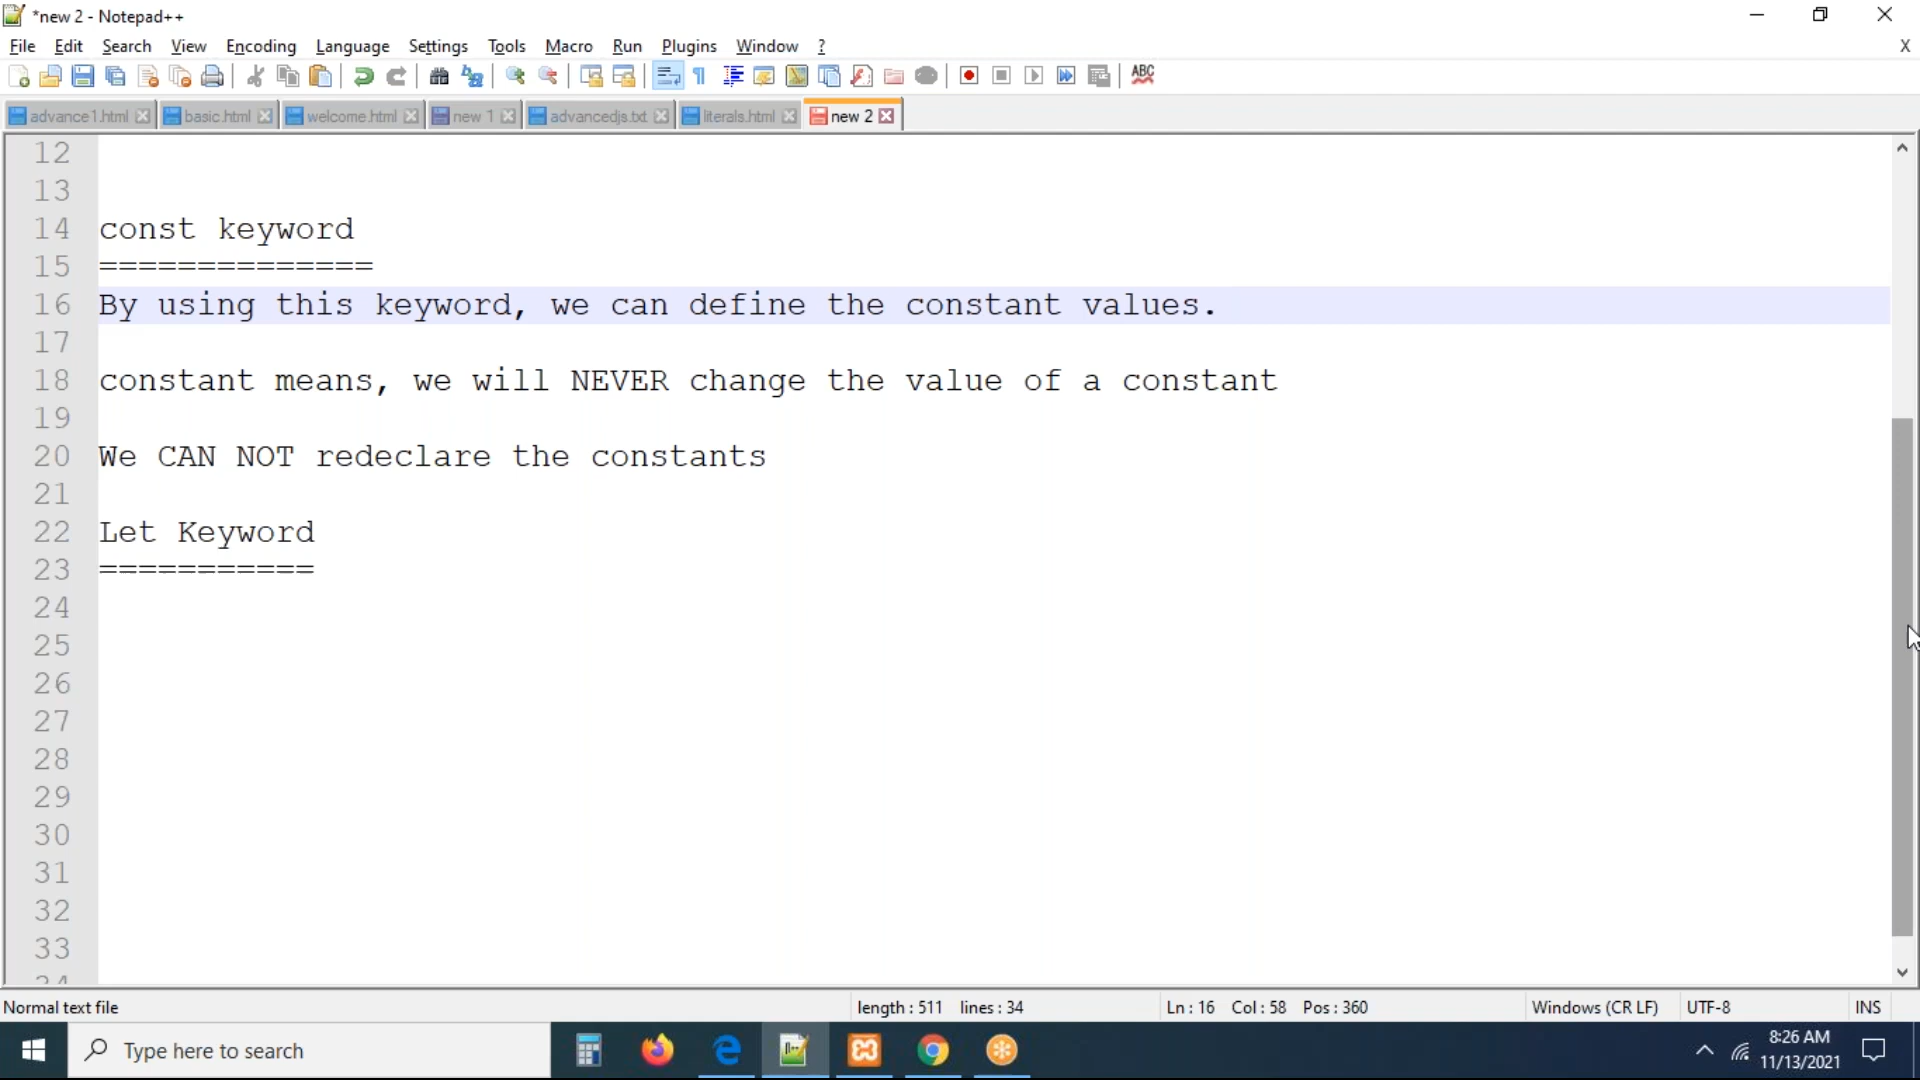 *new 2 - Notepad++
File Edit Search View Encoding Language Settings Tools Macro Run Plugins Window ? X
ABC
advance1.html basic.html welcome.html new 1 advancedjs.txt literals.html new 2
12
13
14 const keyword
15 ==============
16 By using this keyword, we can define the constant values.
17
18 constant means, we will NEVER change the value of a constant
19
20 We CAN NOT redeclare the constants
21
22 Let Keyword
23 ===========
24
25
26
27
28
29
30
31
32
33
34
Normal text file length : 511 lines : 34 Ln : 16 Col : 58 Pos : 360 Windows (CR LF) UTF-8 INS
Type here to search
8:26 AM
11/13/2021